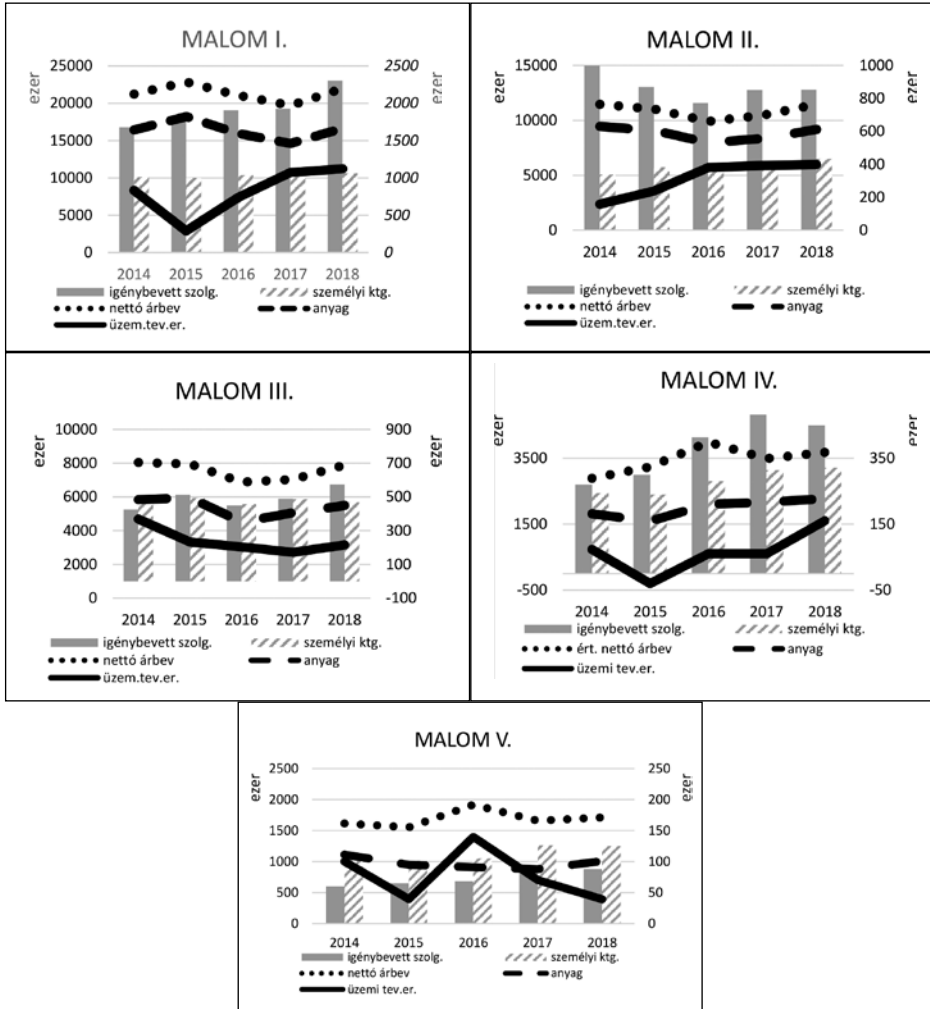 MALOM I.
ezer
ezer
25000 2500
20000 2000
15000 1500
10000 1000
5000 500
0 0
2014 2015 2016 2017 2018
igénybevett szolg. személyi ktg.
nettó árbev anyag
üzem.tev.er.
MALOM II.
ezer
ezer
15000 1000
10000 800
5000 600
0 400
200
0
2014 2015 2016 2017 2018
igénybevett szolg. személyi ktg.
nettó árbev anyag
üzem.tev.er.
MALOM III.
ezer
ezer
10000 900
8000 700
6000 500
4000 300
2000 100
0 -100
2014 2015 2016 2017 2018
igénybevett szolg. személyi ktg.
nettó árbev anyag
üzem.tev.er.
MALOM IV.
ezer
ezer
3500 350
1500 150
-500 -50
2014 2015 2016 2017 2018
igénybevett szolg. személyi ktg.
ért. nettó árbev anyag
üzemi tev.er.
MALOM V.
ezer
ezer
2500 250
2000 200
1500 150
1000 100
500 50
0 0
2014 2015 2016 2017 2018
igénybevett szolg. személyi ktg.
nettó árbev anyag
üzemi tev.er.